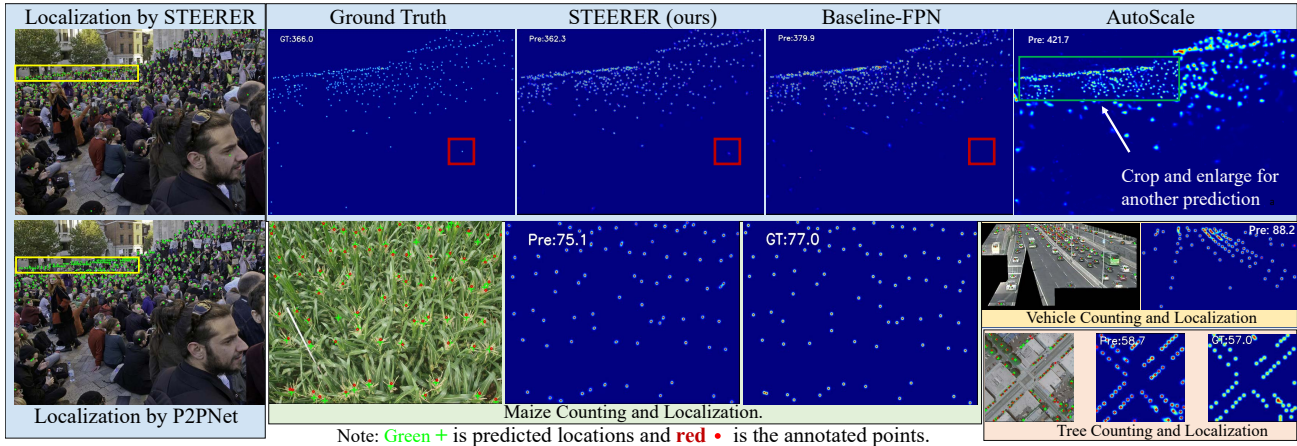 Localization by STEERER
Ground Truth
STEERER (ours)
Baseline-FPN
AutoScale
GT:366.0
Pre:362.3
Pre:379.9
Pre: 421.7
Crop and enlarge for
another prediction
Pre:75.1
GT:77.0
Pre: 88.2
Vehicle Counting and Localization
Pre:58.7
GT:57.0
Localization by P2PNet
Maize Counting and Localization.
Tree Counting and Localization
Note: Green + is predicted locations and red • is the annotated points.